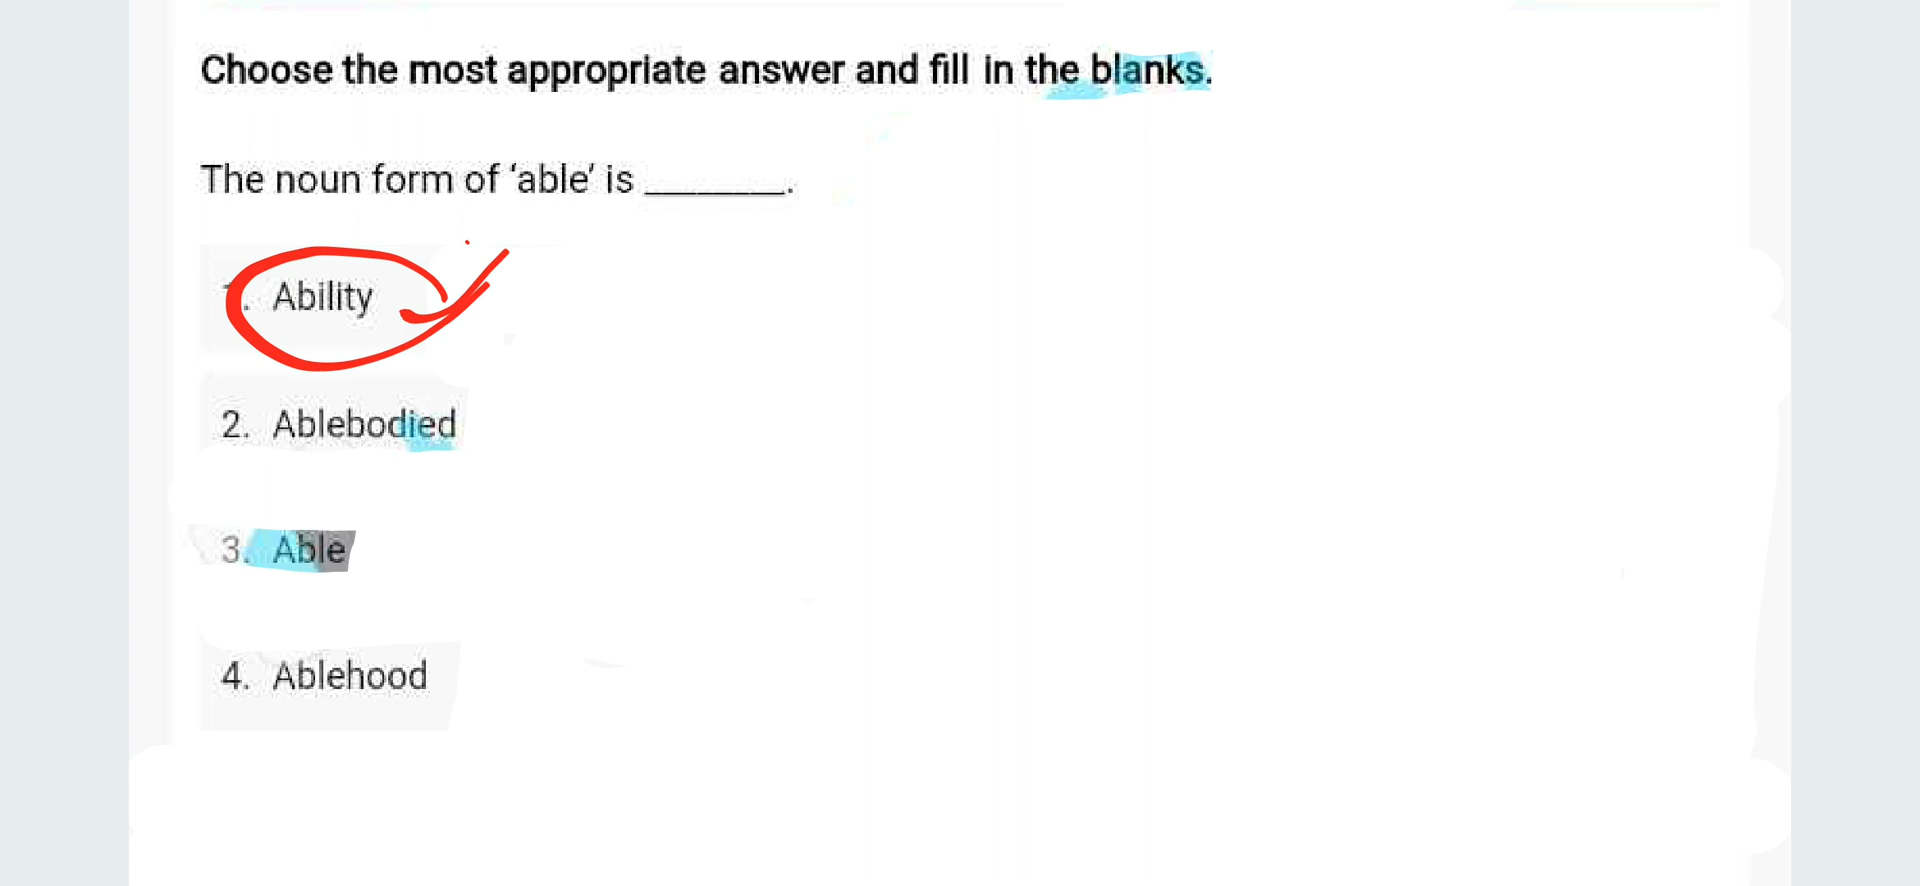 Choose the most appropriate answer and fill in the blanks.
The noun form of ‘able’ is ________.
1. Ability
2. Ablebodied
3. Able
4. Ablehood